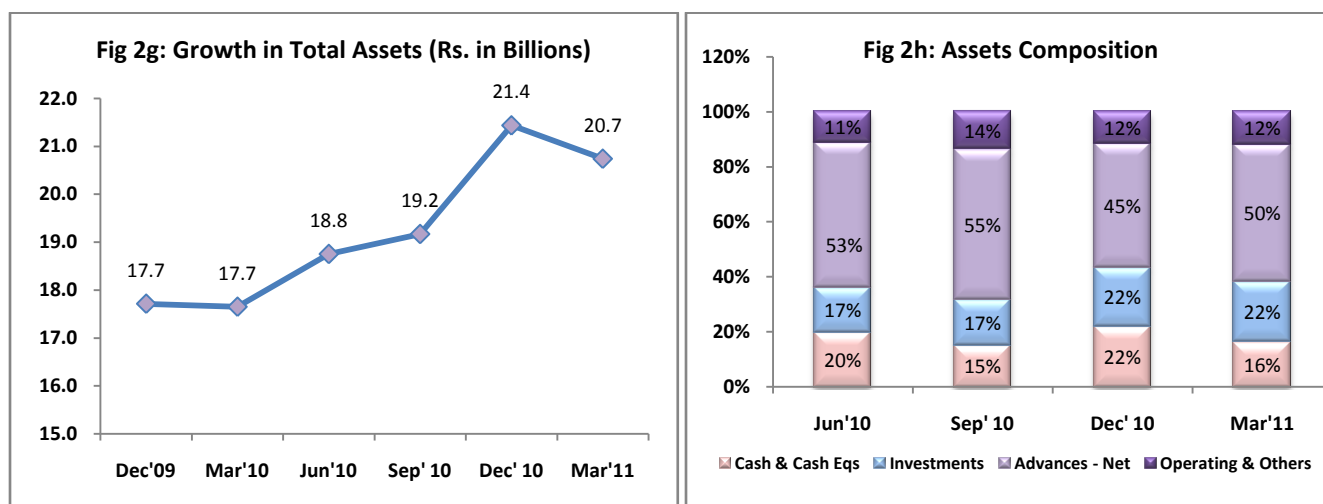 Fig 2g: Growth in Total Assets (Rs. in Billions)
22.0
21.0
20.0
19.0
18.0
17.0
16.0
15.0
17.7
17.7
18.8
19.2
21.4
20.7
Dec'09 Mar'10 Jun'10 Sep' 10 Dec' 10 Mar'11
Fig 2h: Assets Composition
120%
100%
80%
60%
40%
20%
0%
11% 14% 12% 12%
53% 55% 45% 50%
17% 17% 22% 22%
20% 15% 22% 16%
Jun'10 Sep' 10 Dec' 10 Mar'11
Cash & Cash Eqs Investments Advances - Net Operating & Others